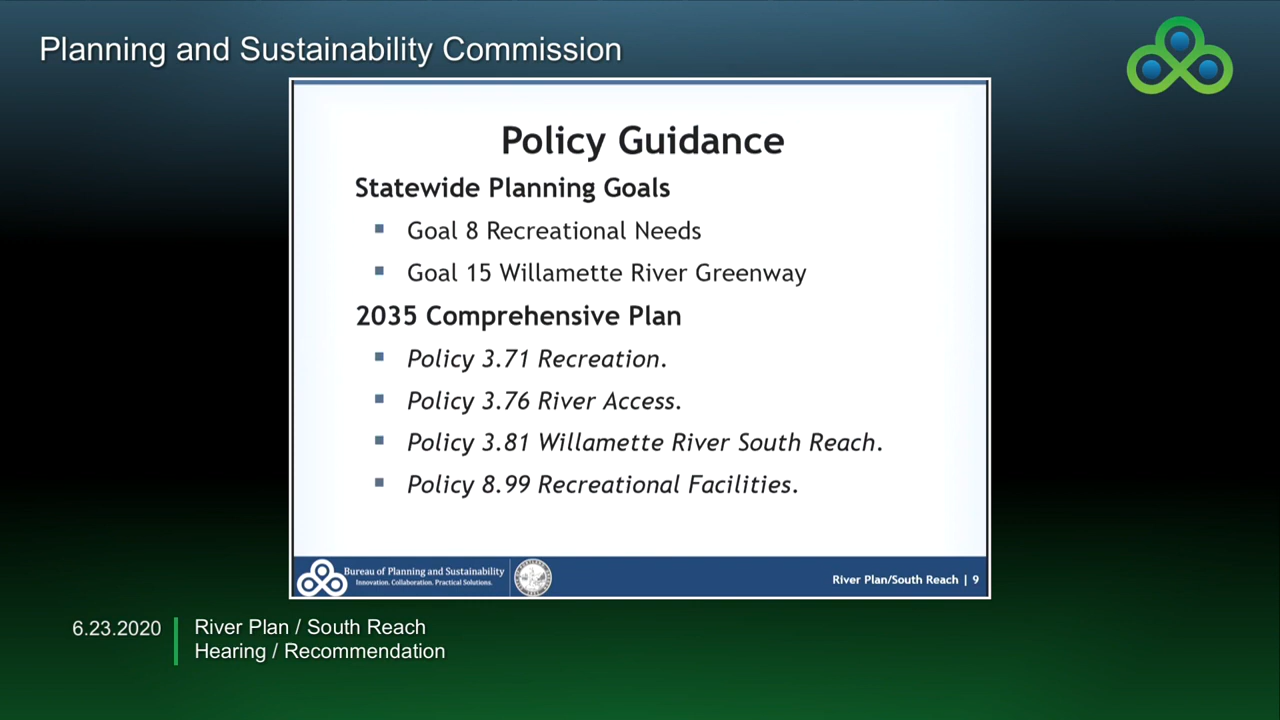 Planning and Sustainability Commission
Policy Guidance
Statewide Planning Goals
Goal 8 Recreational Needs
Goal 15 Willamette River Greenway
2035 Comprehensive Plan
Policy 3.71 Recreation.
Policy 3.76 River Access.
Policy 3.81 Willamette River South Reach.
Policy 8.99 Recreational Facilities.
Bureau of Planning and Sustainability
Innovation. Collaboration. Practical Solutions.
River Plan/South Reach | 9
6.23.2020
River Plan / South Reach
Hearing / Recommendation